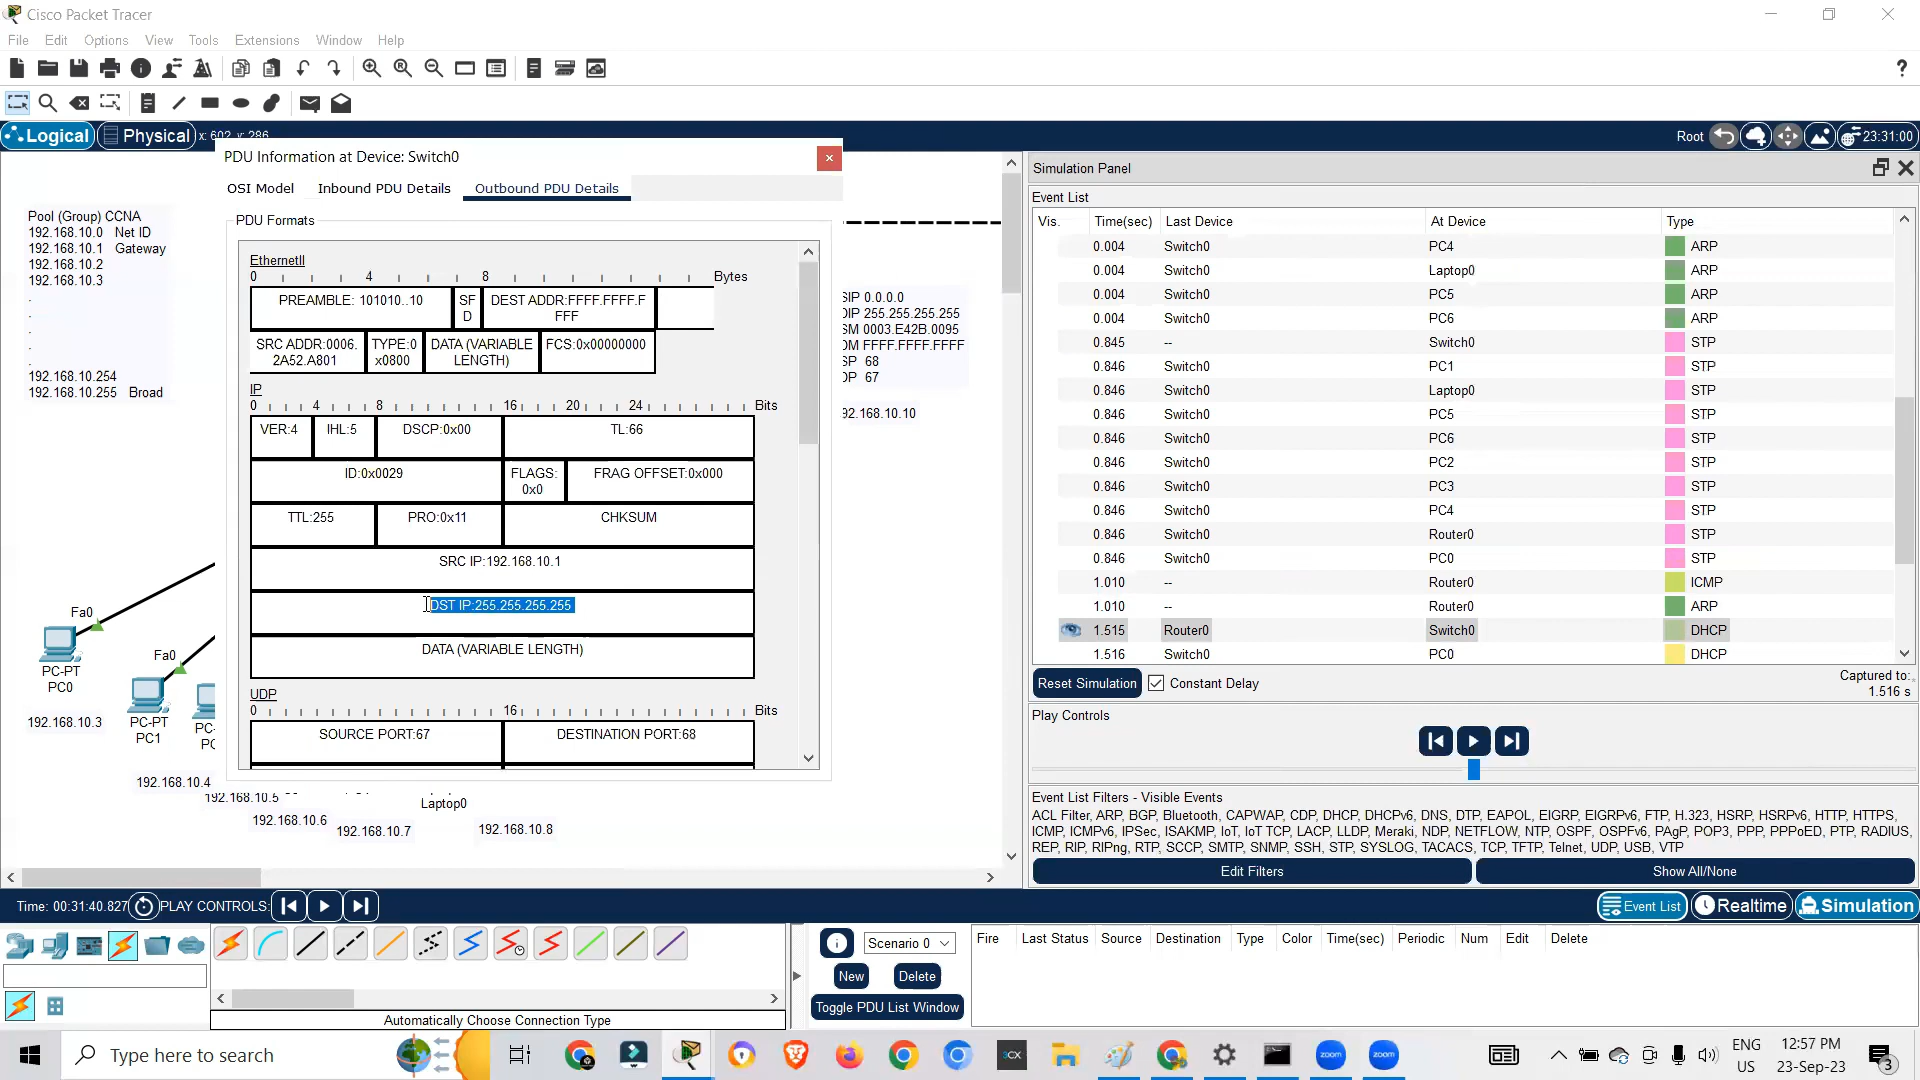 Cisco Packet Tracer
File Edit Options View Tools Extensions Window Help
?
Logical Physical x: 602, y: 286
Root 23:31:00
PDU Information at Device: Switch0
OSI Model Inbound PDU Details Outbound PDU Details
PDU Formats
EthernetII
0 4 8 Bytes
PREAMBLE: 101010..10
SF
D
DEST ADDR:FFFF.FFFF.F
FFF
SRC ADDR:0006.
2A52.A801
TYPE:0
x0800
DATA (VARIABLE
LENGTH)
FCS:0x00000000
IP
0 4 8 16 20 24 Bits
VER:4 IHL:5 DSCP:0x00 TL:66
ID:0x0029
FLAGS:
0x0
FRAG OFFSET:0x000
TTL:255 PRO:0x11 CHKSUM
SRC IP:192.168.10.1
DST IP:255.255.255.255
DATA (VARIABLE LENGTH)
UDP
0 16 Bits
SOURCE PORT:67 DESTINATION PORT:68
Pool (Group) CCNA
192.168.10.0 Net ID
192.168.10.1 Gateway
192.168.10.2
192.168.10.3
.
.
.
.
.
192.168.10.254
192.168.10.255 Broad
SIP 0.0.0.0
DIP 255.255.255.255
SM 0003.E42B.0095
DM FFFF.FFFF.FFFF
SP 68
DP 67
92.168.10.10
Fa0
PC-PT
PC0
192.168.10.3
Fa0
PC-PT
PC1
192.168.10.4
PC-
PC
192.168.10.5
192.168.10.6
192.168.10.7
Laptop0
192.168.10.8
Simulation Panel
Event List
Vis. Time(sec) Last Device At Device Type
0.004 Switch0 PC4 ARP
0.004 Switch0 Laptop0 ARP
0.004 Switch0 PC5 ARP
0.004 Switch0 PC6 ARP
0.845 -- Switch0 STP
0.846 Switch0 PC1 STP
0.846 Switch0 Laptop0 STP
0.846 Switch0 PC5 STP
0.846 Switch0 PC6 STP
0.846 Switch0 PC2 STP
0.846 Switch0 PC3 STP
0.846 Switch0 PC4 STP
0.846 Switch0 Router0 STP
0.846 Switch0 PC0 STP
1.010 -- Router0 ICMP
1.010 -- Router0 ARP
1.515 Router0 Switch0 DHCP
1.516 Switch0 PC0 DHCP
Reset Simulation Constant Delay
Captured to:
1.516 s
Play Controls
Event List Filters - Visible Events
ACL Filter, ARP, BGP, Bluetooth, CAPWAP, CDP, DHCP, DHCPv6, DNS, DTP, EAPOL, EIGRP, EIGRPv6, FTP, H.323, HSRP, HSRPv6, HTTP, HTTPS,
ICMP, ICMPv6, IPSec, ISAKMP, IoT, IoT TCP, LACP, LLDP, Meraki, NDP, NETFLOW, NTP, OSPF, OSPFv6, PAgP, POP3, PPP, PPPoED, PTP, RADIUS,
REP, RIP, RIPng, RTP, SCCP, SMTP, SNMP, SSH, STP, SYSLOG, TACACS, TCP, TFTP, Telnet, UDP, USB, VTP
Edit Filters Show All/None
Time: 00:31:40.827 PLAY CONTROLS:
Event List Realtime Simulation
Automatically Choose Connection Type
Scenario 0
New Delete
Toggle PDU List Window
Fire Last Status Source Destination Type Color Time(sec) Periodic Num Edit Delete
Type here to search
3CX
zoom
zoom
ENG
US
12:57 PM
23-Sep-23
3